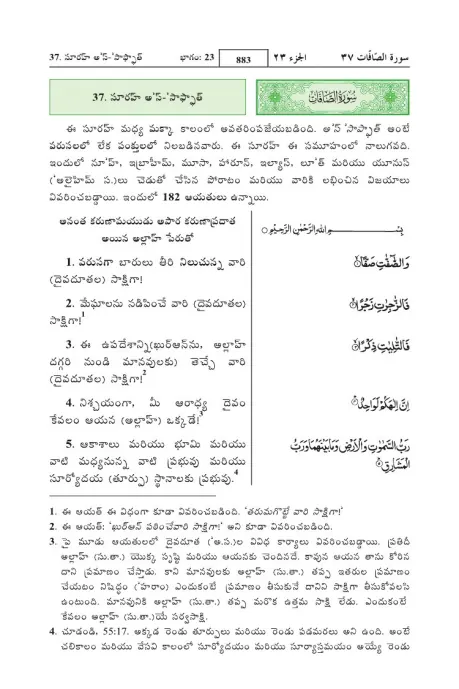 37. సూరహ్ అ'స్-'సాఫ్ఫాత్ భాగం: 23 883 الجزء ٢٣ سورة الصّافّات ٣٧
37. సూరహ్ అ'స్-'సాఫ్ఫాత్
سُوْرَةُ الصَّافَّاتِ
ఈ సూరహ్ మధ్య మక్కా కాలంలో అవతరింపజేయబడింది. అ'స్ 'సాఫ్ఫాత్ అంటే
వరుసలలో లేక పంక్తులలో నిలబడినవారు. ఈ సూరహ్ ఈ సమూహంలో నాలుగవది.
ఇందులో నూ'హ్, ఇబ్రాహీమ్, మూసా, హారూన్, ఇల్యాస్, లూ'త్ మరియు యూనుస్
('అలైహిమ్ స.)లు చెడుతో చేసిన పోరాటం మరియు వారికి లభించిన విజయాలు
వివరించబడ్డాయి. ఇందులో 182 ఆయతులు ఉన్నాయి.
అనంత కరుణామయుడు అపార కరుణాప్రదాత
అయిన అల్లాహ్ పేరుతో
بِسْــــــمِ اللهِ الرَّحْمٰنِ الرَّحِيْمِ
1. వరుసగా బారులు తీరి నిలుచున్న వారి
(దైవదూతల) సాక్షిగా!
وَالصّٰٓفّٰتِ صَفًّا
2. మేఘాలను నడిపించే వారి (దైవదూతల)
సాక్షిగా!1
فَالزّٰجِرٰتِ زَجْرًا
3. ఈ ఉపదేశాన్ని(ఖుర్ఆన్‌ను, అల్లాహ్
దగ్గరి నుండి మానవులకు) తెచ్చే వారి
(దైవదూతల) సాక్షిగా!2
فَالتّٰلِيٰتِ ذِكْرًا
4. నిశ్చయంగా, మీ ఆరాధ్య దైవం
కేవలం ఆయన (అల్లాహ్) ఒక్కడే!3
اِنَّ اِلٰهَكُمْ لَوَاحِدٌ
5. ఆకాశాలు మరియు భూమి మరియు
వాటి మధ్యనున్న వాటి ప్రభువు మరియు
సూర్యోదయ (తూర్పు) స్థానాలకు ప్రభువు.4
رَبُّ السَّمٰوٰتِ وَالْاَرْضِ وَمَا بَيْنَهُمَا وَرَبُّ
الْمَشَارِقِ
1. ఈ ఆయత్ ఈ విధంగా కూడా వివరించబడింది. 'తరుమగొట్టే వారి సాక్షిగా!'
2. ఈ ఆయత్: 'ఖుర్ఆన్ పఠించేవారి సాక్షిగా!' అని కూడా వివరించబడింది.
3. పై మూడు ఆయతులలో దైవదూత ('అ.స.)ల వివిధ కార్యాలు వివరించబడ్డాయి. ప్రతిదీ
అల్లాహ్ (సు.తా.) యొక్క సృష్టి మరియు ఆయనకు చెందినదే. కావున ఆయన తాను కోరిన
దాని ప్రమాణం చేస్తాడు. కాని మానవులకు అల్లాహ్ (సు.తా.) తప్ప ఇతరుల ప్రమాణం
చేయటం నిషిద్ధం ('హరాం) ఎందుకంటే ప్రమాణం తీసుకునే దానిని సాక్షిగా తీసుకోవలసి
ఉంటుంది. మానవునికి అల్లాహ్ (సు.తా.) తప్ప మరొక ఉత్తమ సాక్షి లేడు. ఎందుకంటే
కేవలం అల్లాహ్ (సు.తా.)యే సర్వసాక్షి.
4. చూడండి, 55:17. అక్కడ రెండు తూర్పులు మరియు రెండు పడమరలు అని ఉంది. అంటే
చలికాలం మరియు వేసవి కాలంలో సూర్యోదయం మరియు సూర్యాస్తమయం అయ్యే రెండు